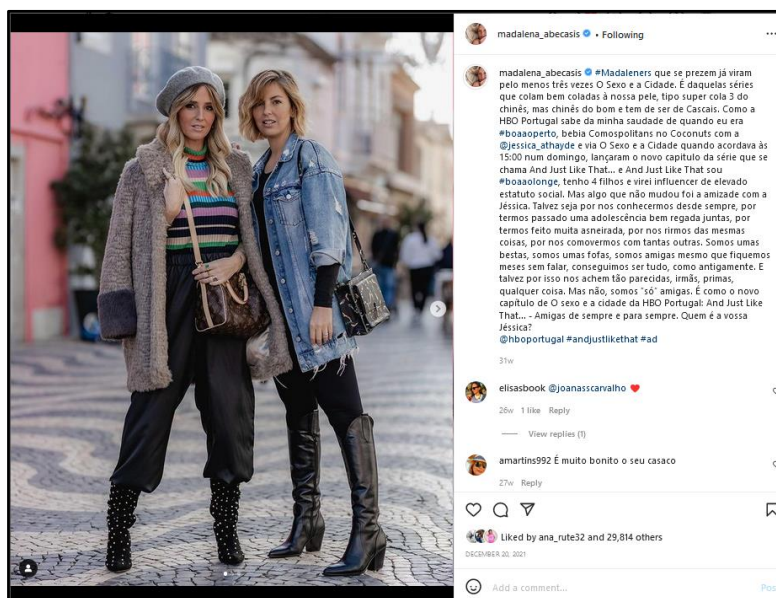 madalena_abecasis • Following
madalena_abecasis #Madaleners que se prezem já viram
pelo menos três vezes O Sexo e a Cidade. É daquelas séries
que colam bem coladas à nossa pele, tipo super cola 3 do
chinês, mas chinês do bom e tem de ser de Cascais. Como a
HBO Portugal sabe da minha saudade de quando eu era
#boaaoperto, bebia Comospolitans no Coconuts com a
@jessica_athayde e via O Sexo e a Cidade quando acordava às
15:00 num domingo, lançaram o novo capitulo da série que se
chama And Just Like That... e And Just Like That sou
#boaaolonge, tenho 4 filhos e virei influencer de elevado
estatuto social. Mas algo que não mudou foi a amizade com a
Jéssica. Talvez seja por nos conhecermos desde sempre, por
termos passado uma adolescência bem regada juntas, por
termos feito muita asneirada, por nos rirmos das mesmas
coisas, por nos comovermos com tantas outras. Somos umas
bestas, somos umas fofas, somos amigas mesmo que fiquemos
meses sem falar, conseguimos ser tudo, como antigamente. E
talvez por isso nos achem tão parecidas, irmãs, primas,
qualquer coisa. Mas não, somos "só" amigas. É como o novo
capítulo de O sexo e a cidade da HBO Portugal: And Just Like
That... - Amigas de sempre e para sempre. Quem é a vossa
Jéssica?
@hboportugal #andjustlikethat #ad
31w
elisasbook @joanasscarvalho ❤️
26w 1 like Reply
View replies (1)
amartins992 É muito bonito o seu casaco
27w Reply
Liked by ana_rute32 and 29,814 others
DECEMBER 20, 2021
Add a comment...
Pos